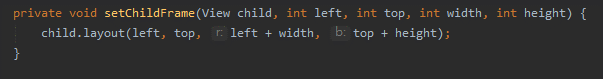 private void setChildFrame(View child, int left, int top, int width, int height) {
    child.layout(left, top, r: left + width, b: top + height);
}